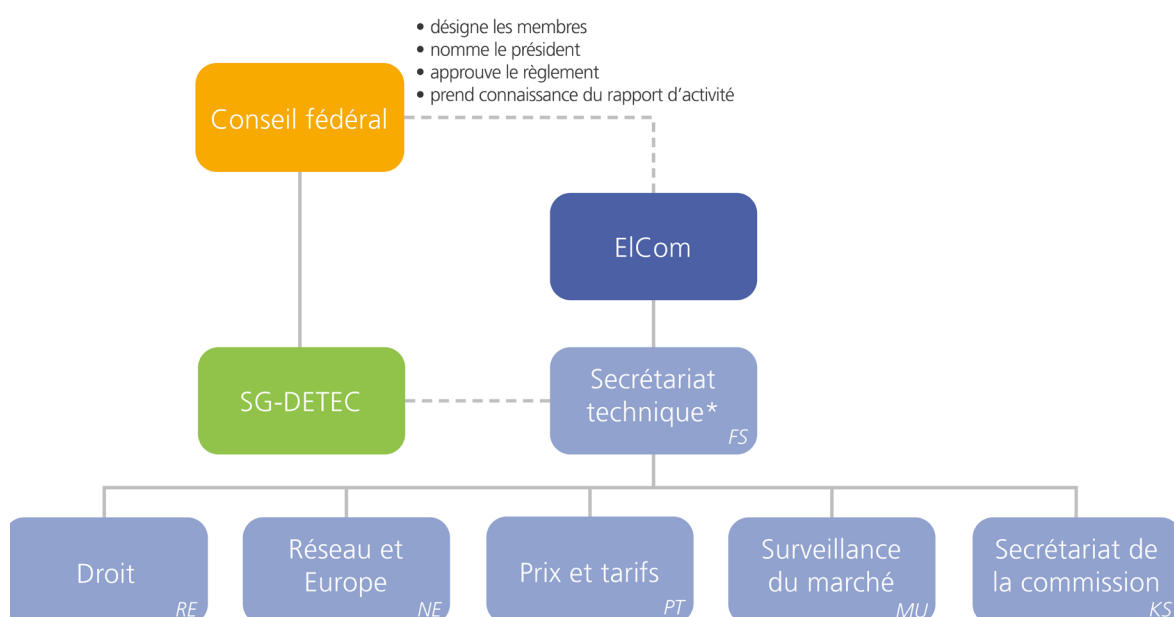 • désigne les membres
• nomme le président
• approuve le règlement
• prend connaissance du rapport d’activité
Conseil fédéral
ElCom
SG-DETEC
Secrétariat
technique*
FS
Droit
RE
Réseau et
Europe
NE
Prix et tarifs
PT
Surveillance
du marché
MU
Secrétariat de
la commission
KS